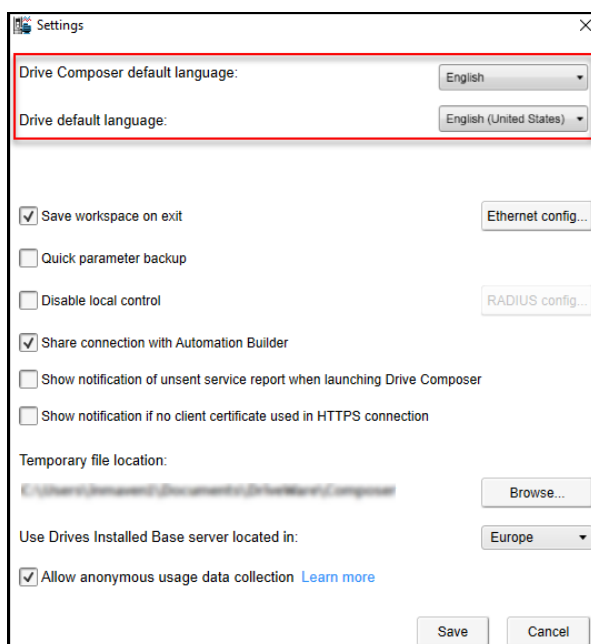 Settings
Drive Composer default language: English
Drive default language: English (United States)
Save workspace on exit Ethernet config...
Quick parameter backup
Disable local control RADIUS config...
Share connection with Automation Builder
Show notification of unsent service report when launching Drive Composer
Show notification if no client certificate used in HTTPS connection
Temporary file location:
Browse...
Use Drives Installed Base server located in: Europe
Allow anonymous usage data collection Learn more
Save Cancel